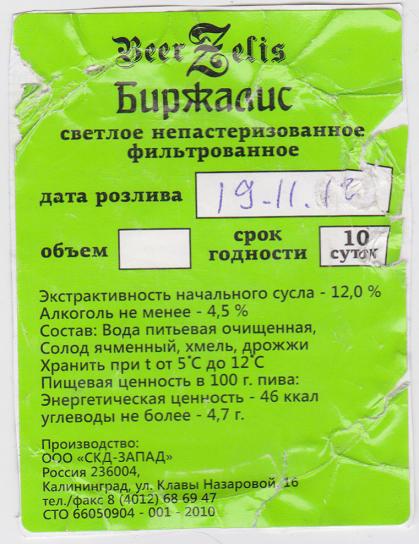 Beer Zelis
Биржалис
светлое непастеризованное
фильтрованное
дата розлива 19.11.12
объем
срок
годности
10
суток
Экстрактивность начального сусла - 12,0 %
Алкоголь не менее - 4,5 %
Состав: Вода питьевая очищенная,
Солод ячменный, хмель, дрожжи
Хранить при t от 5˚С до 12˚С
Пищевая ценность в 100 г. пива:
Энергетическая ценность - 46 ккал
углеводы не более - 4,7 г.
Производство:
ООО «СКД-ЗАПАД»
Россия 236004,
Калининград, ул. Клавы Назаровой, 16
тел./факс 8 (4012) 68 69 47
СТО 66050904 - 001 - 2010